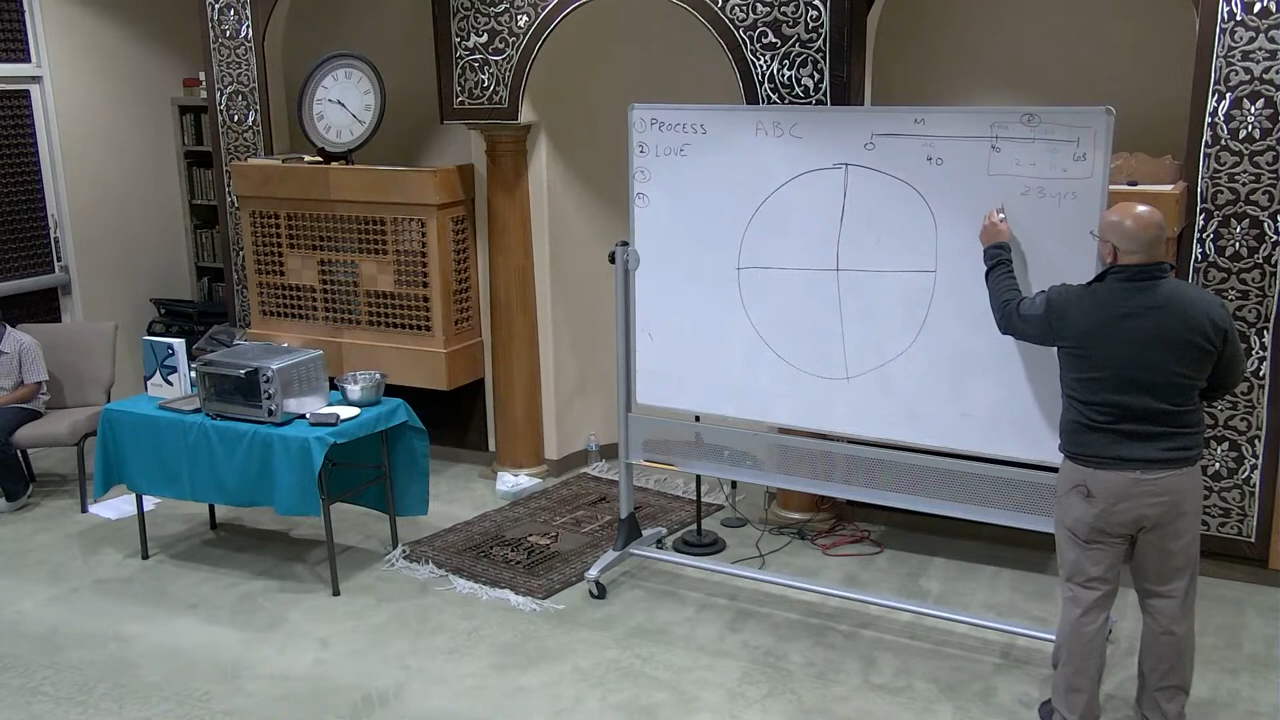 ① PROCESS
② LOVE
③
④
ABC
M
P
0
40
40
63
23 yrs